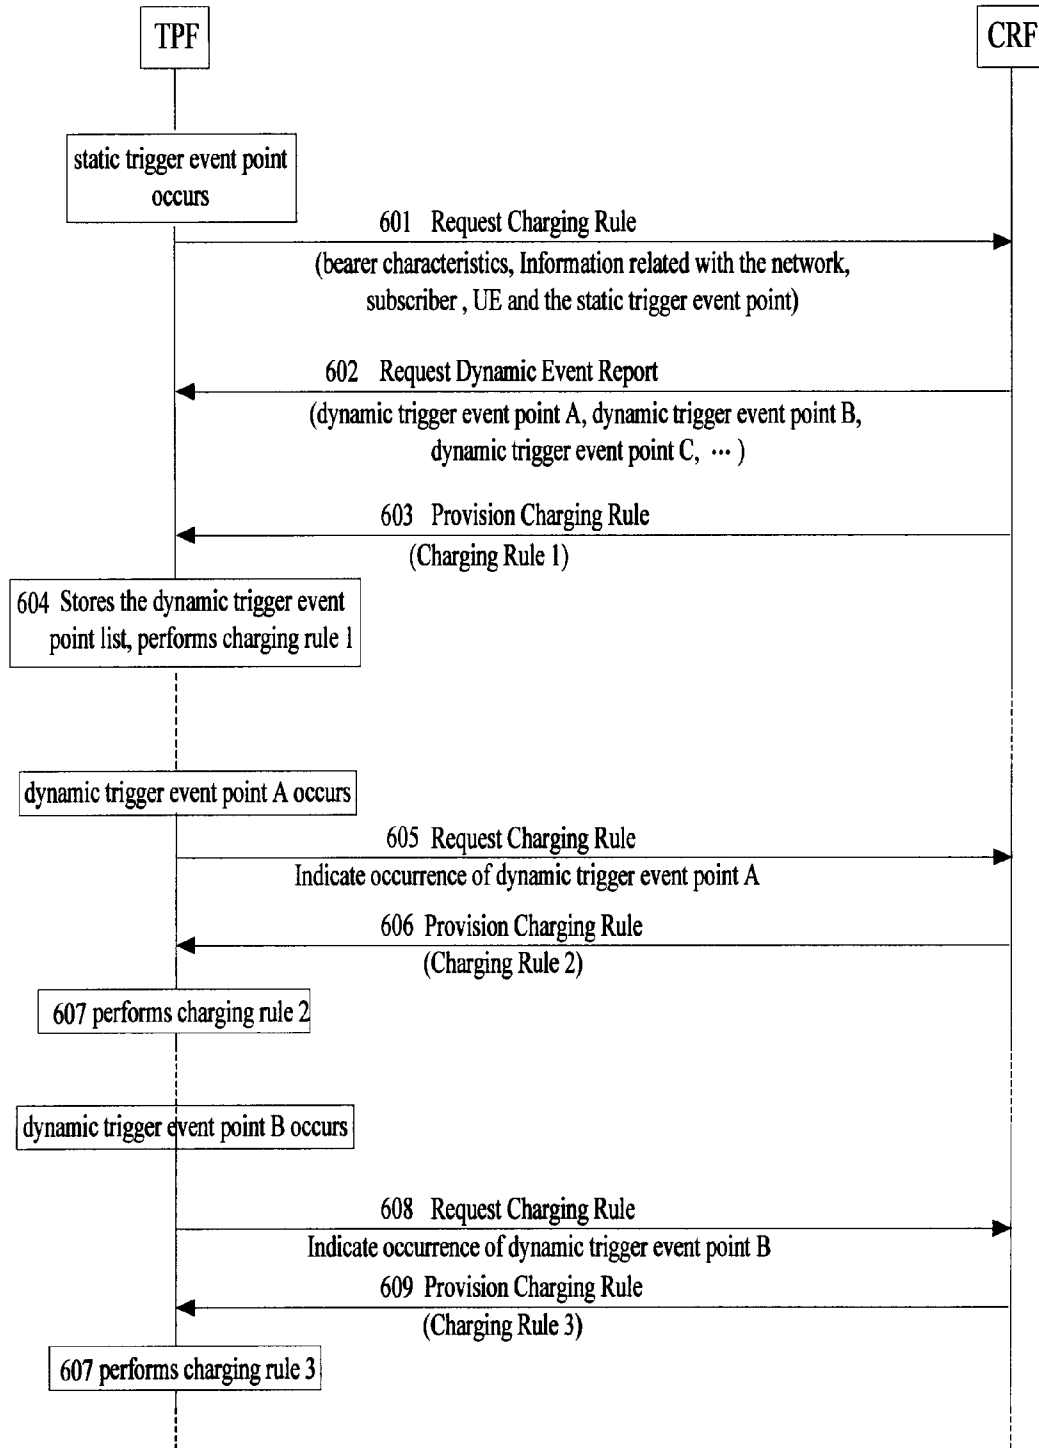 TPF
CRF
static trigger event point
occurs
601 Request Charging Rule
(bearer characteristics, Information related with the network,
subscriber , UE and the static trigger event point)
602 Request Dynamic Event Report
(dynamic trigger event point A, dynamic trigger event point B,
dynamic trigger event point C, ··· )
603 Provision Charging Rule
(Charging Rule 1)
604 Stores the dynamic trigger event
point list, performs charging rule 1
dynamic trigger event point A occurs
605 Request Charging Rule
Indicate occurrence of dynamic trigger event point A
606 Provision Charging Rule
(Charging Rule 2)
607 performs charging rule 2
dynamic trigger event point B occurs
608 Request Charging Rule
Indicate occurrence of dynamic trigger event point B
609 Provision Charging Rule
(Charging Rule 3)
607 performs charging rule 3